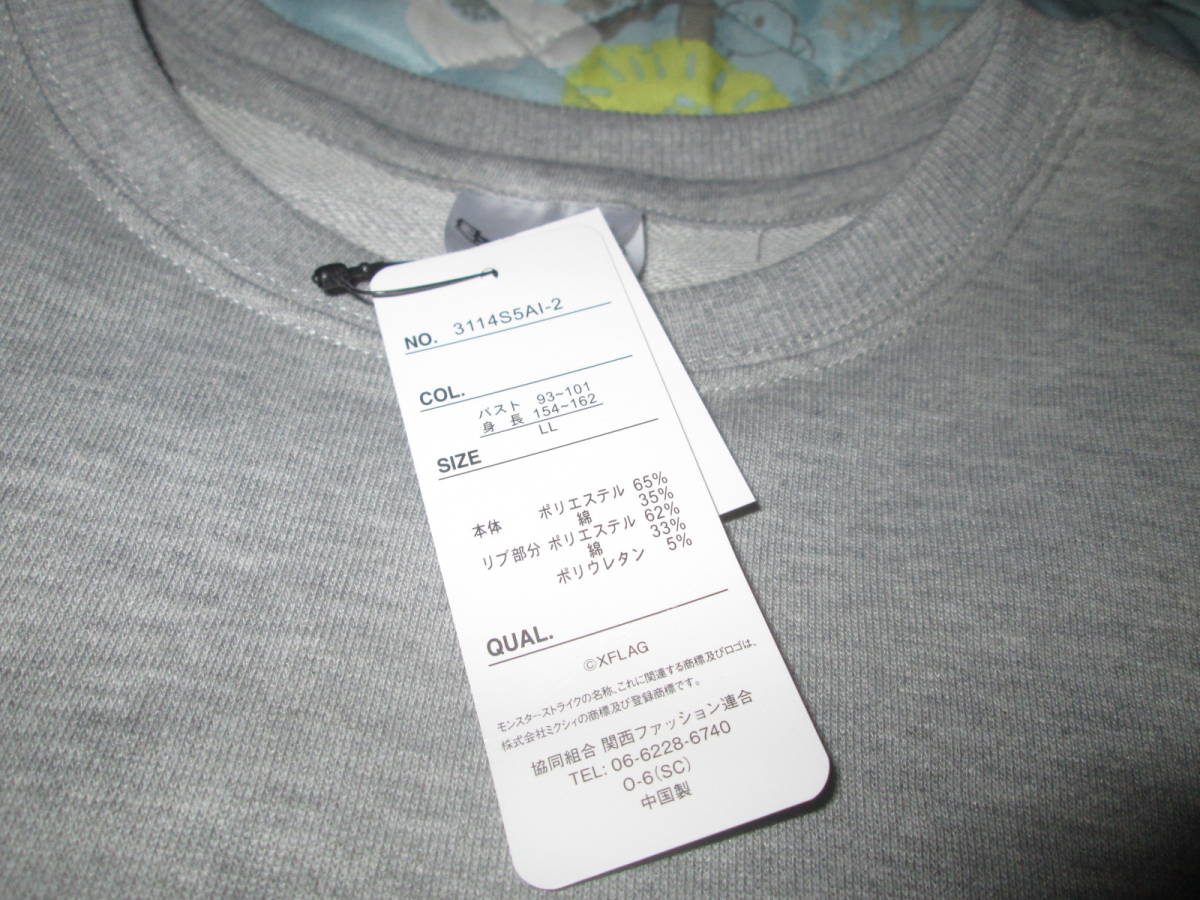 NO. 3114S5AI-2
COL.
バスト 93~101
身長 154~162
LL
SIZE
本体 ポリエステル 65%
綿 35%
リブ部分 ポリエステル 62%
綿 33%
ポリウレタン 5%
QUAL.
©XFLAG
モンスターストライクの名称、これに関連する商標及びロゴは、
株式会社ミクシィの商標及び登録商標です。
協同組合 関西ファッション連合
TEL: 06-6228-6740
O-6(SC)
中国製